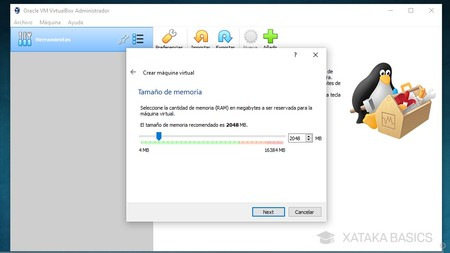 Oracle VM VirtualBox Administrador
Archivo Máquina Ayuda
Herramientas
Preferencias Importar Exportar Nueva Añadir
Crear máquina virtual
Tamaño de memoria
Seleccione la cantidad de memoria (RAM) en megabytes a ser reservada para la
máquina virtual.
El tamaño de memoria recomendado es 2048 MB.
2048 MB
4 MB 16384 MB
Next Cancelar
XATAKA BASICS